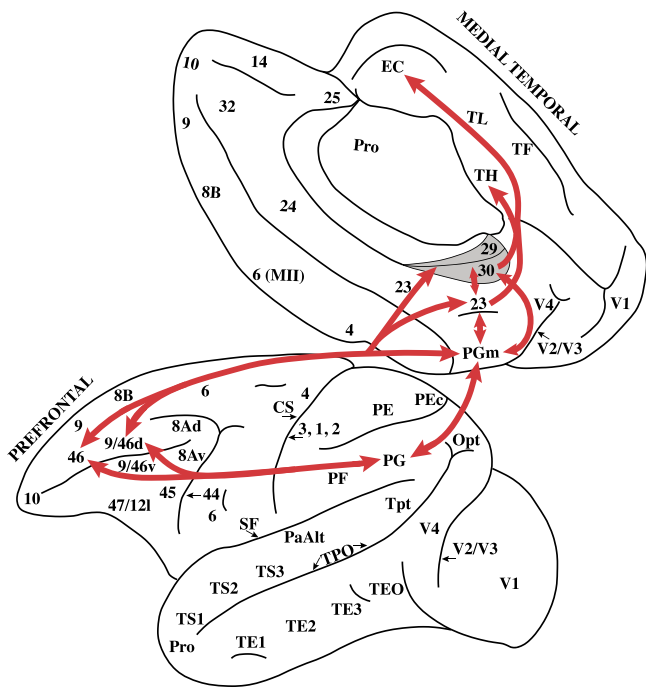 MEDIAL TEMPORAL
10
14
EC
9
32
25
TL
TF
Pro
TH
8B
24
29
6 (MII)
30
23
23
V4
V1
4
V2/V3
PGm
PREFRONTAL
8B
6
4
PEc
9
CS
PE
8Ad
3, 1, 2
9/46d
Opt
46
8Av
9/46v
PG
10
45
44
PF
47/12l
6
Tpt
SF
PaAlt
V4
TPO
V2/V3
TS3
TS2
TEO
V1
TS1
TE3
TE2
Pro
TE1